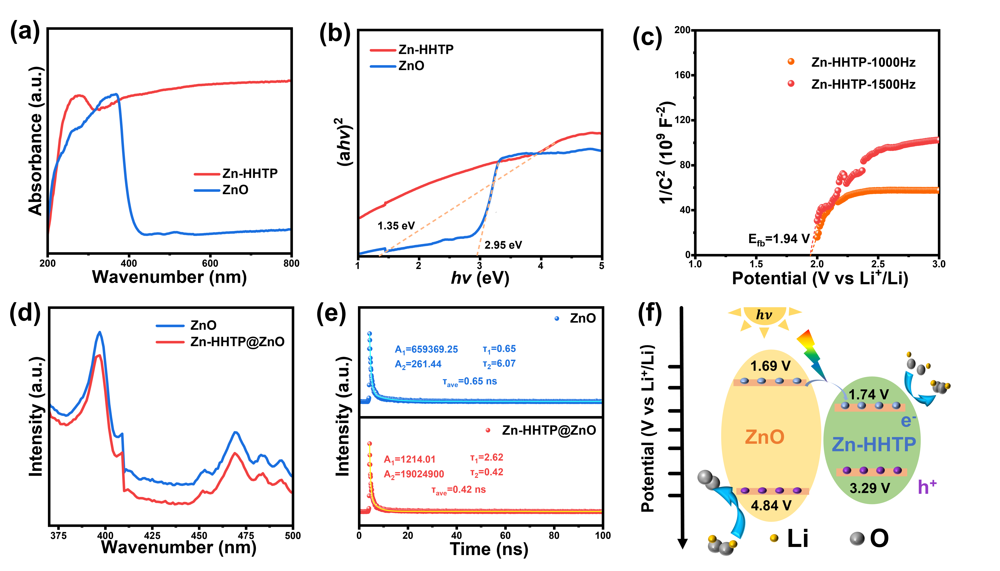 (a)
Absorbance (a.u.)
Zn-HHTP
ZnO
200 400 600 800
Wavenumber (nm)
(b)
(ahν)²
Zn-HHTP
ZnO
1.35 eV
2.95 eV
1 2 3 4 5
hν (eV)
(c)
1/C² (10⁹ F⁻²)
200
160
120
80
40
0
Zn-HHTP-1000Hz
Zn-HHTP-1500Hz
E_fb=1.94 V
1.0 1.5 2.0 2.5 3.0
Potential (V vs Li⁺/Li)
(d)
Intensity (a.u.)
ZnO
Zn-HHTP@ZnO
375 400 425 450 475 500
Wavenumber (nm)
(e)
Intensity (a.u.)
ZnO
A₁=659369.25 τ₁=0.65
A₂=261.44 τ₂=6.07
τ_ave=0.65 ns
Zn-HHTP@ZnO
A₁=1214.01 τ₁=2.62
A₂=19024900 τ₂=0.42
τ_ave=0.42 ns
0 20 40 60 80 100
Time (ns)
(f)
Potential (V vs Li⁺/Li)
hν
1.69 V
1.74 V
e⁻
ZnO
Zn-HHTP
3.29 V
h⁺
4.84 V
Li
O